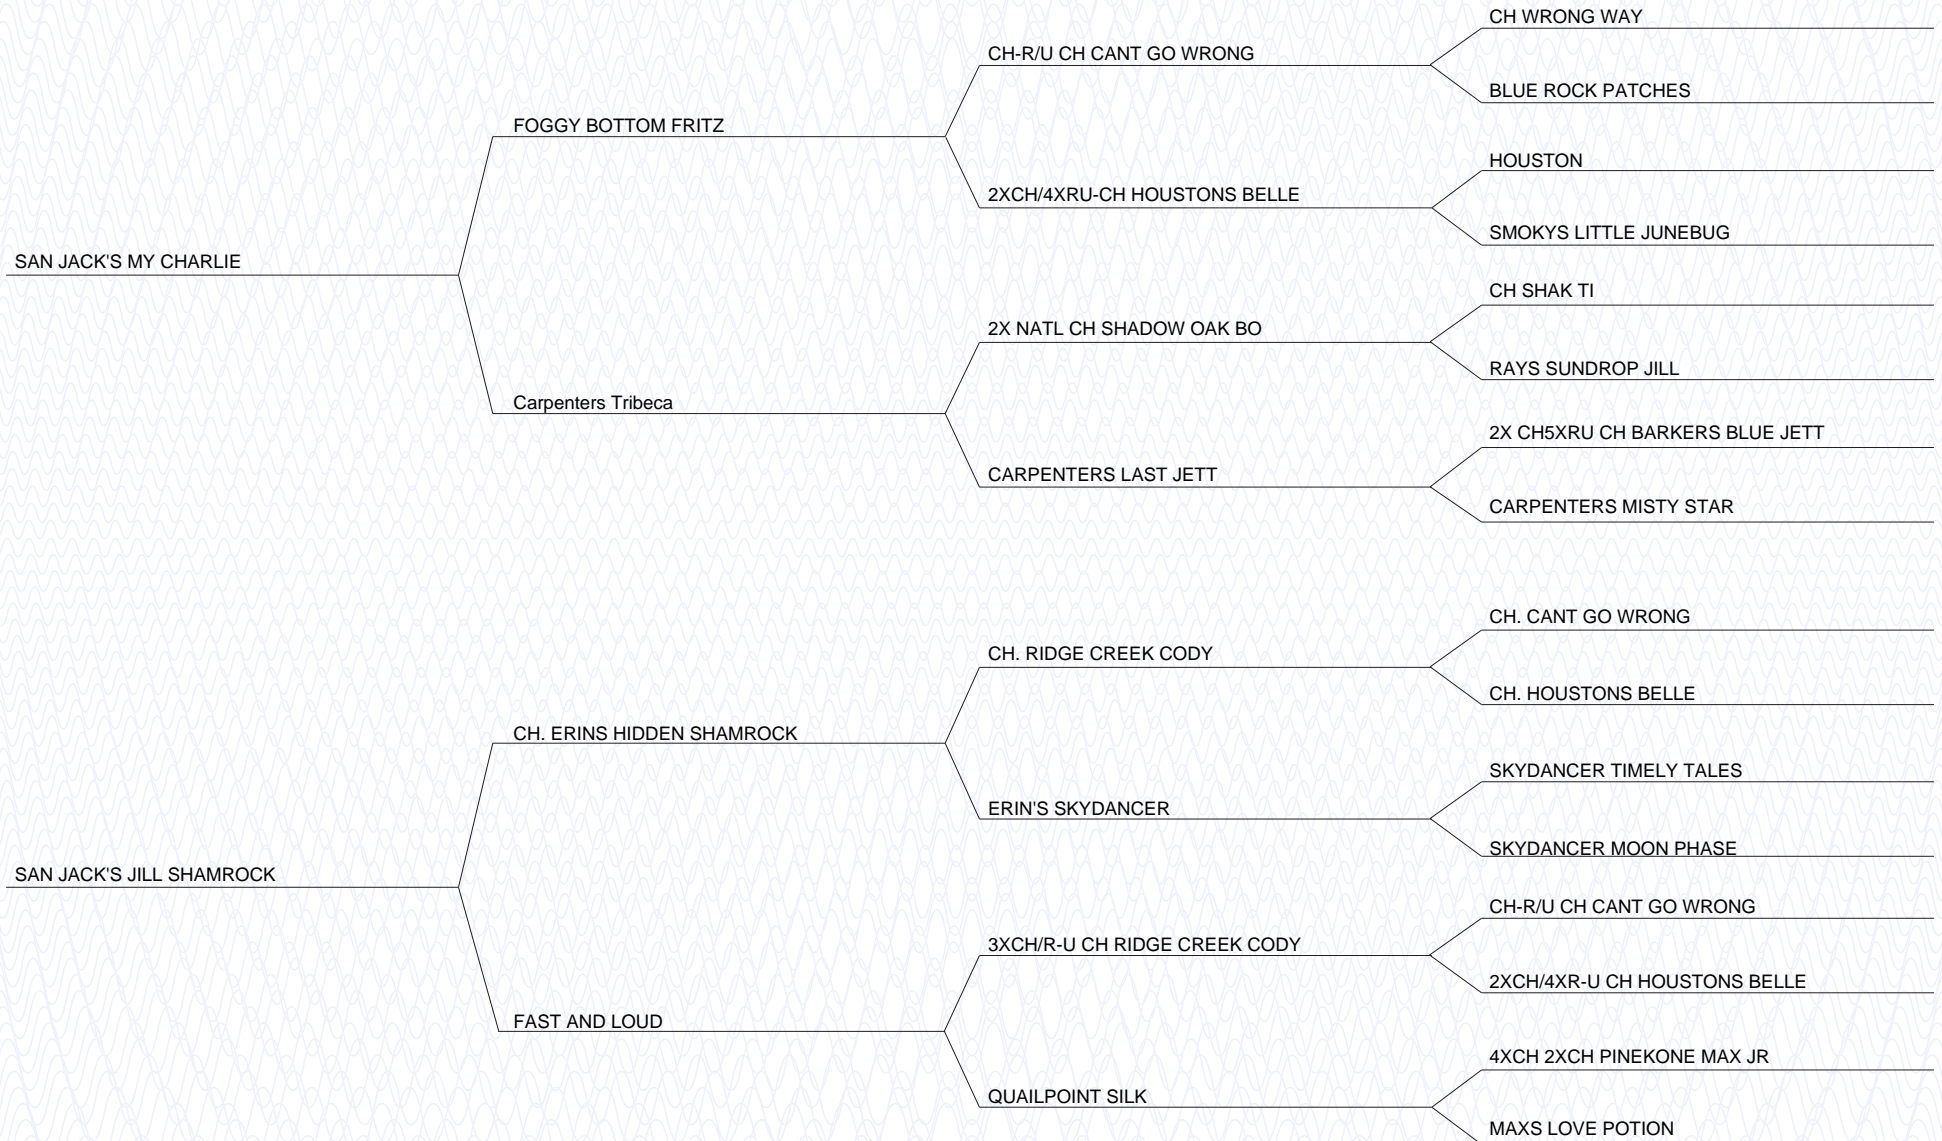 CH WRONG WAY
CH-R/U CH CANT GO WRONG
BLUE ROCK PATCHES
FOGGY BOTTOM FRITZ
HOUSTON
2XCH/4XRU-CH HOUSTONS BELLE
SMOKYS LITTLE JUNEBUG
SAN JACK'S MY CHARLIE
CH SHAK TI
2X NATL CH SHADOW OAK BO
RAYS SUNDROP JILL
Carpenters Tribeca
2X CH5XRU CH BARKERS BLUE JETT
CARPENTERS LAST JETT
CARPENTERS MISTY STAR
CH. CANT GO WRONG
CH. RIDGE CREEK CODY
CH. HOUSTONS BELLE
CH. ERINS HIDDEN SHAMROCK
SKYDANCER TIMELY TALES
ERIN'S SKYDANCER
SKYDANCER MOON PHASE
SAN JACK'S JILL SHAMROCK
CH-R/U CH CANT GO WRONG
3XCH/R-U CH RIDGE CREEK CODY
2XCH/4XR-U CH HOUSTONS BELLE
FAST AND LOUD
4XCH 2XCH PINEKONE MAX JR
QUAILPOINT SILK
MAXS LOVE POTION